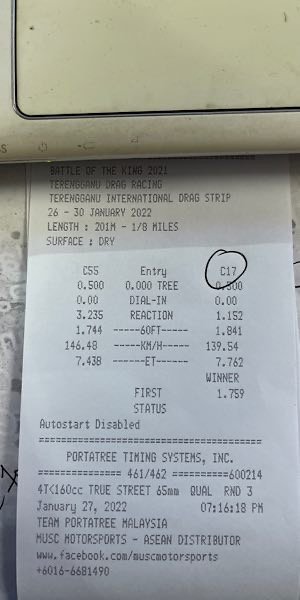 BATTLE OF THE KING 2021
TERENGGANU DRAG RACING
TERENGGANU INTERNATIONAL DRAG STRIP
26 - 30 JANUARY 2022
LENGTH : 201M - 1/8 MILES
SURFACE : DRY
C55 Entry C17
0.500 0.000 TREE 0.500
0.00 DIAL-IN 0.00
3.235 REACTION 1.152
1.744 -----60FT----- 1.841
146.48 -----KM/H----- 139.54
7.438 ------ET------ 7.762
WINNER
FIRST 1.759
STATUS
Autostart Disabled
========================================
PORTATREE TIMING SYSTEMS, INC.
=============== 461/462 ==========600214
4T<160cc TRUE STREET 65mm QUAL RND 3
January 27, 2022 07:16:18 PM
TEAM PORTATREE MALAYSIA
MUSC MOTORSPORTS - ASEAN DISTRIBUTOR
www.facebook.com/muscmotorsports
+6016-6681490